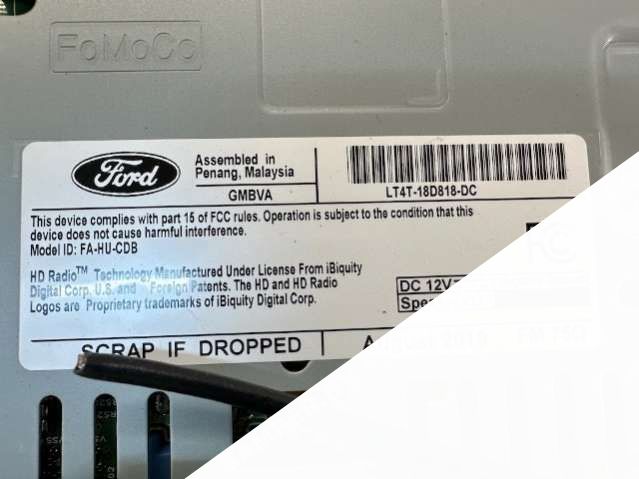 FoMoCo
Ford
Assembled in
Penang, Malaysia
GMBVA
LT4T-18D818-DC
This device complies with part 15 of FCC rules. Operation is subject to the condition that this
device does not cause harmful interference.
Model ID: FA-HU-CDB
HD Radio™ Technology Manufactured Under License From iBiquity
Digital Corp. U.S. and Foreign Patents. The HD and HD Radio
Logos are Proprietary trademarks of iBiquity Digital Corp.
DC 12V
SCRAP IF DROPPED